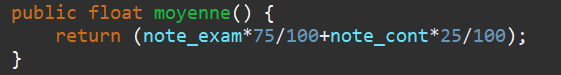 public float moyenne() {
    return (note_exam*75/100+note_cont*25/100);
}